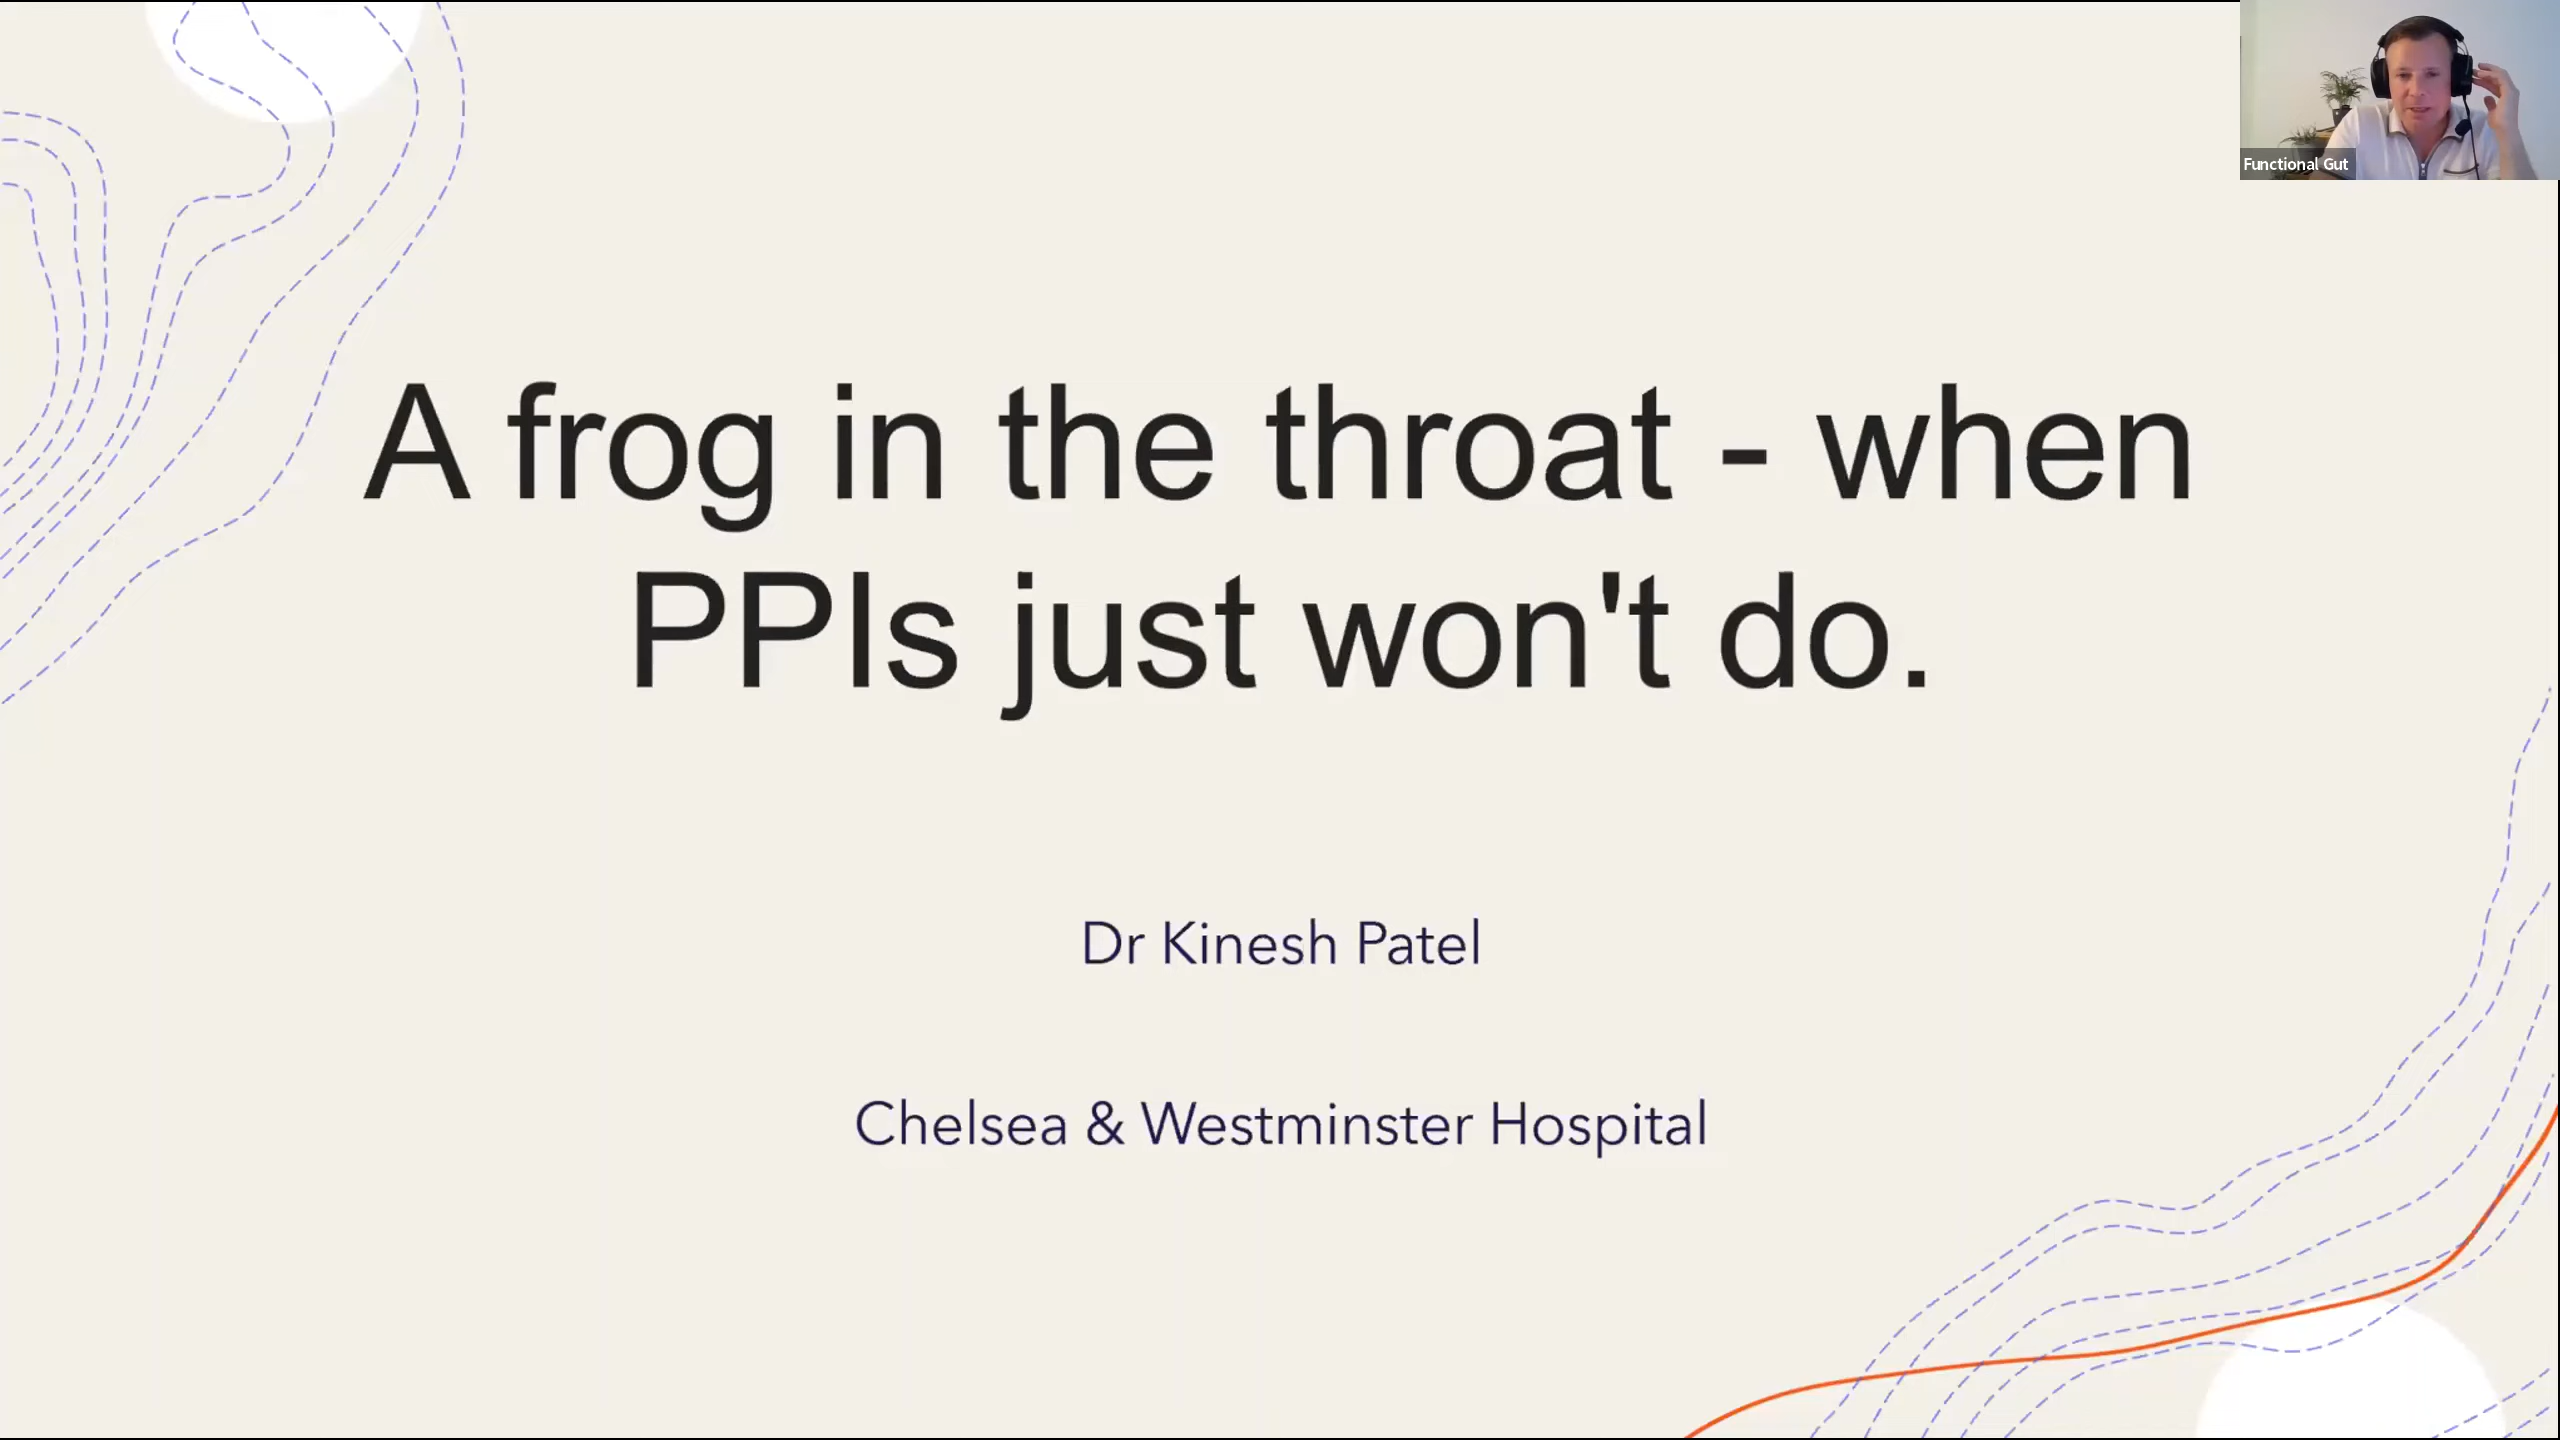 Functional Gut
A frog in the throat - when
PPIs just won't do.
Dr Kinesh Patel
Chelsea & Westminster Hospital